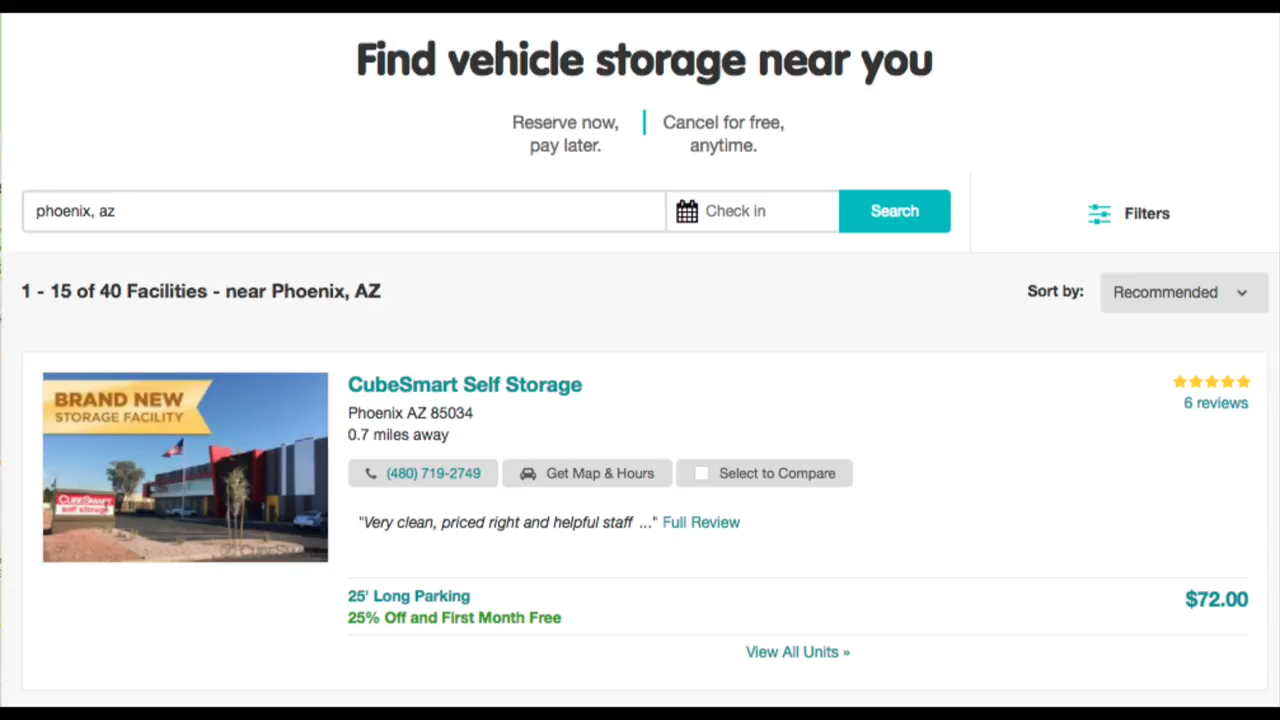 Find vehicle storage near you
Reserve now,
pay later.
Cancel for free,
anytime.
phoenix, az
Check in
Search
Filters
1 - 15 of 40 Facilities - near Phoenix, AZ
Sort by:
Recommended
BRAND NEW
STORAGE FACILITY
CubeSmart
self storage
CubeSmart Self Storage
6 reviews
Phoenix AZ 85034
0.7 miles away
(480) 719-2749
Get Map & Hours
Select to Compare
"Very clean, priced right and helpful staff ..." Full Review
25' Long Parking
$72.00
25% Off and First Month Free
View All Units »